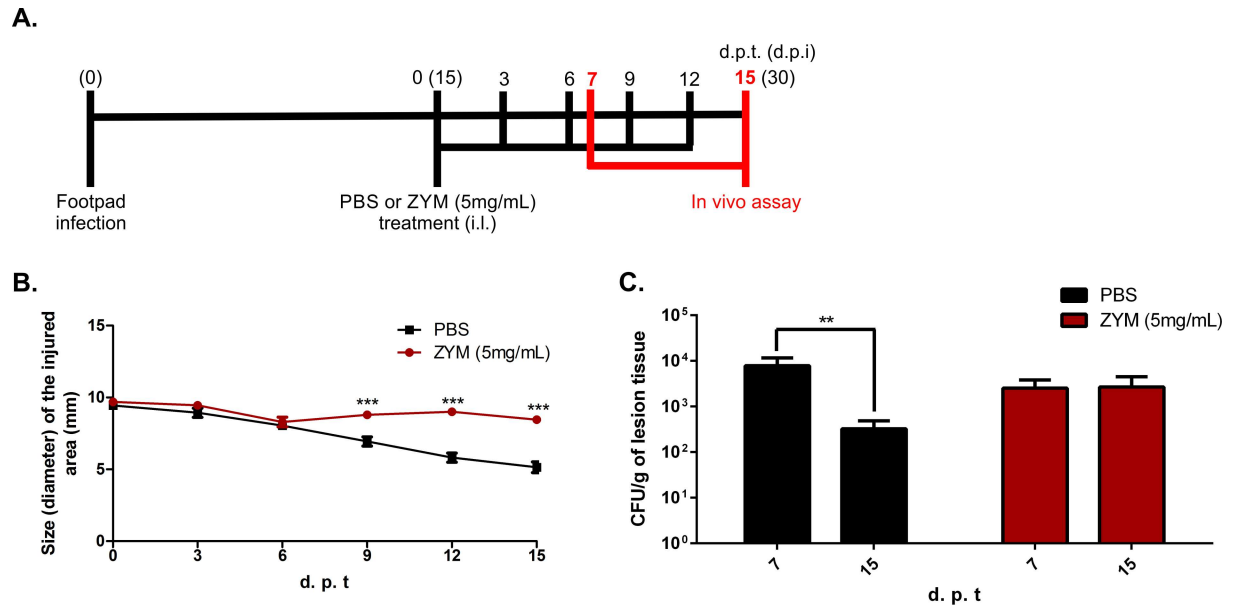 A.
d.p.t. (d.p.i)
(0) 0 (15) 3 6 7 9 12 15 (30)
Footpad
infection
PBS or ZYM (5mg/mL)
treatment (i.l.)
In vivo assay
B.
Size (diameter) of the injured
area (mm)
15
10
5
0
PBS
ZYM (5mg/mL)
*** *** ***
0 3 6 9 12 15
d. p. t
C.
PBS
ZYM (5mg/mL)
CFU/g of lesion tissue
10⁵
10⁴
10³
10²
10¹
10⁰
**
7 15 7 15
d. p. t